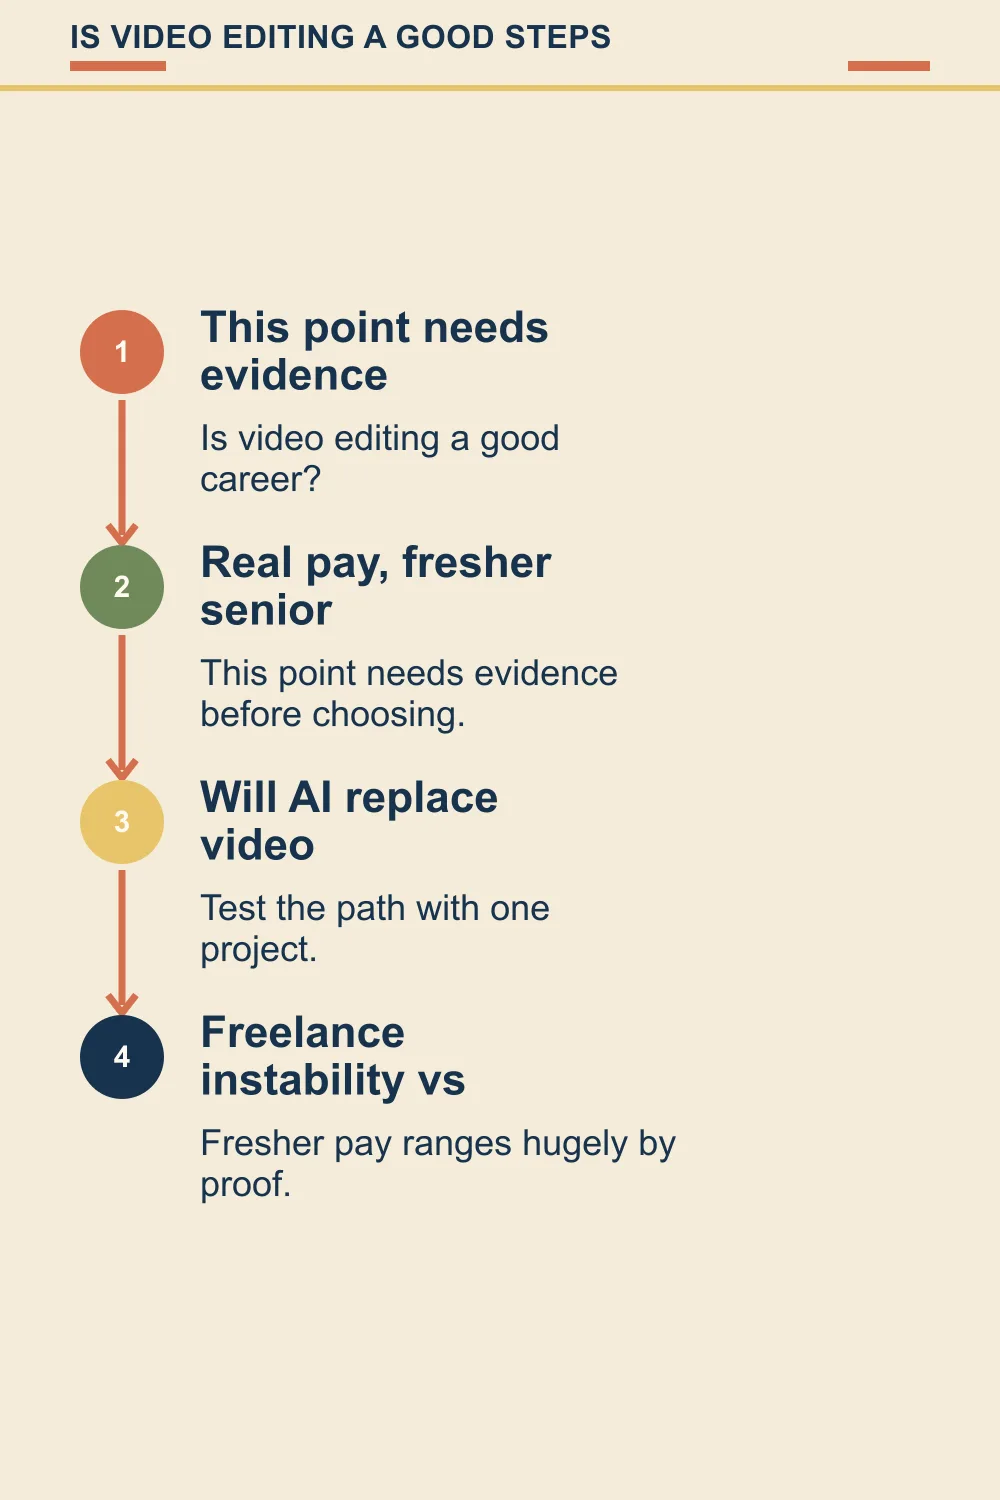 IS VIDEO EDITING A GOOD STEPS
1
This point needs
evidence
Is video editing a good
career?
2
Real pay, fresher
senior
This point needs evidence
before choosing.
3
Will AI replace
video
Test the path with one
project.
4
Freelance
instability vs
Fresher pay ranges hugely by
proof.